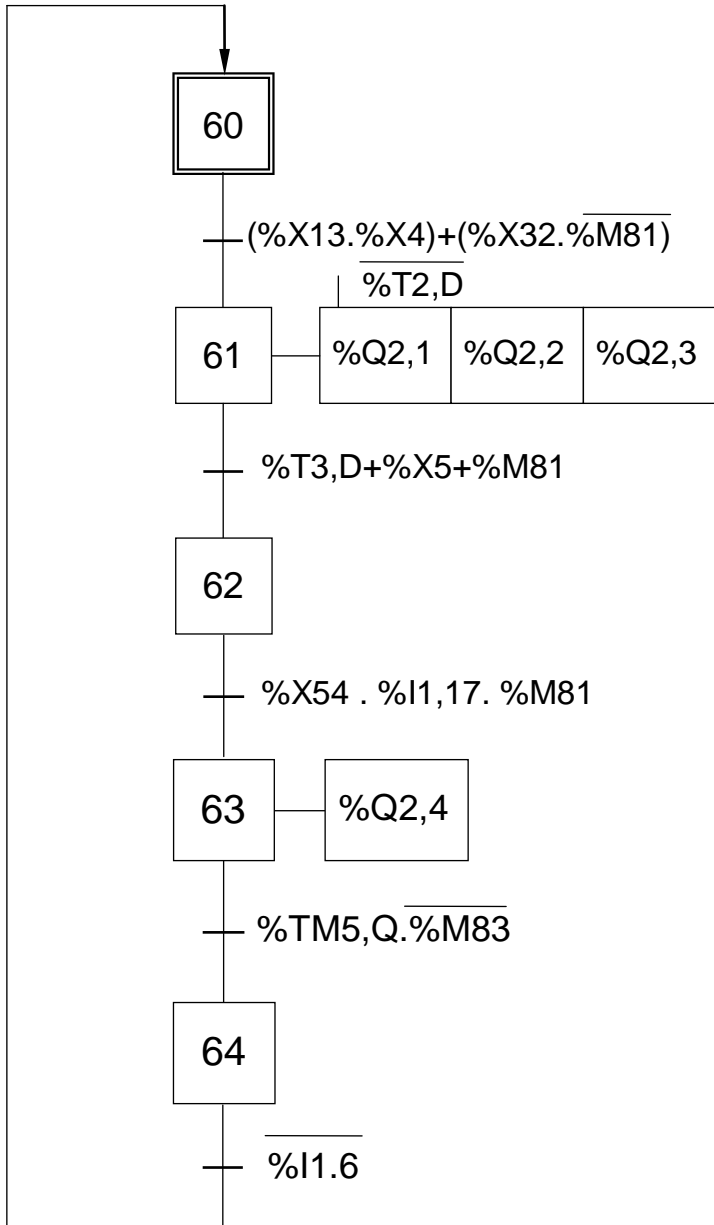 60
(%X13.%X4)+(%X32.%M81)
%T2,D
61 %Q2,1 %Q2,2 %Q2,3
%T3,D+%X5+%M81
62
%X54 . %I1,17. %M81
63 %Q2,4
%TM5,Q.%M83
64
%I1.6